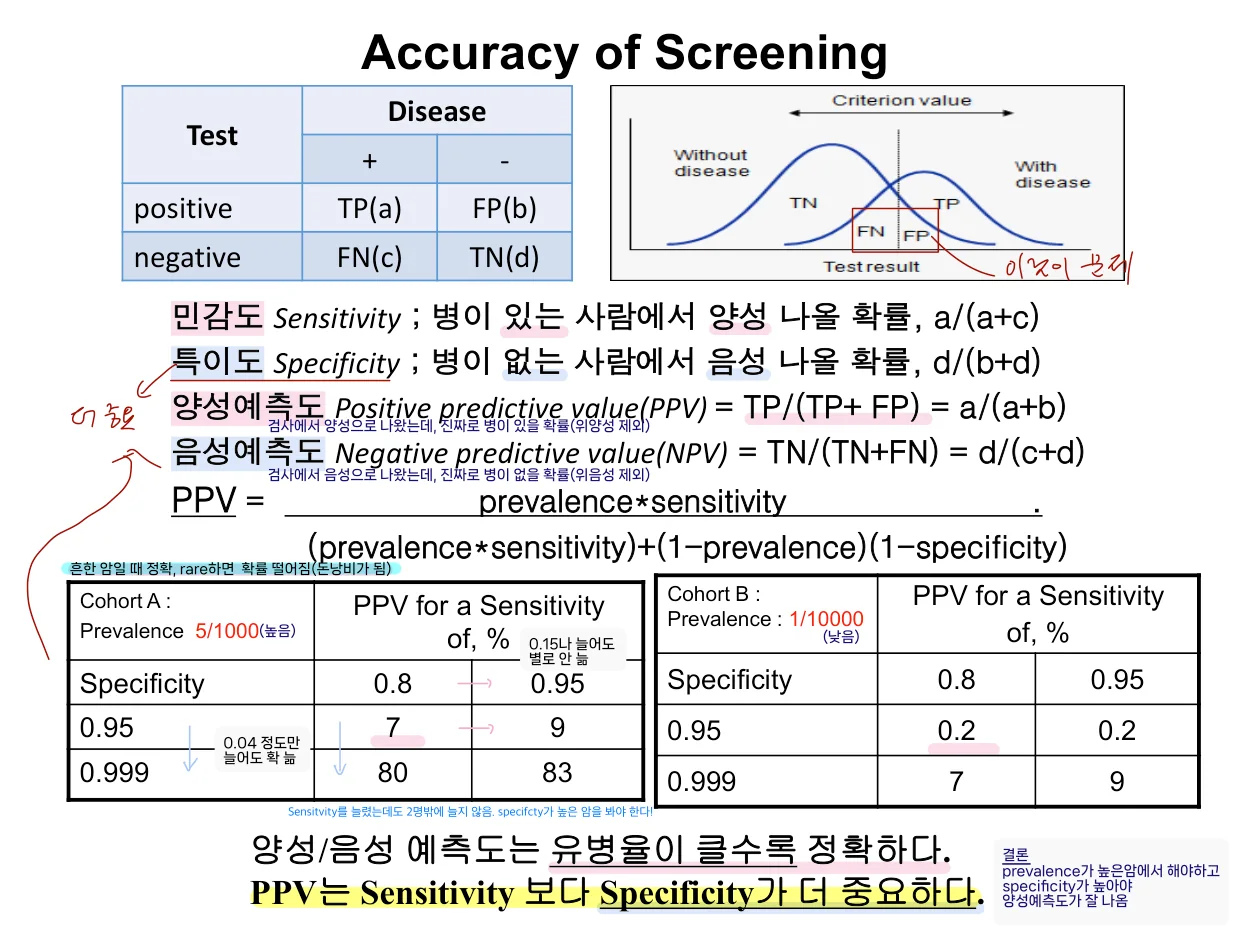 Accuracy of Screening
Test
Disease
+ -
positive TP(a) FP(b)
negative FN(c) TN(d)
Criterion value
Without disease
With disease
TN
TP
FN
FP
Test result
이것이 문제
민감도 Sensitivity ; 병이 있는 사람에서 양성 나올 확률, a/(a+c)
특이도 Specificity ; 병이 없는 사람에서 음성 나올 확률, d/(b+d)
더 중요
양성예측도 Positive predictive value(PPV) = TP/(TP+ FP) = a/(a+b)
검사에서 양성으로 나왔는데, 진짜로 병이 있을 확률(위양성 제외)
음성예측도 Negative predictive value(NPV) = TN/(TN+FN) = d/(c+d)
검사에서 음성으로 나왔는데, 진짜로 병이 없을 확률(위음성 제외)
PPV = prevalence*sensitivity .
(prevalence*sensitivity)+(1-prevalence)(1-specificity)
흔한 암일 때 정확, rare하면 확률 떨어짐(돈낭비가 됨)
Cohort A :
Prevalence 5/1000(높음)
PPV for a Sensitivity of, %
0.15나 늘어도
별로 안 늚
Specificity 0.8 0.95
0.95 7 9
0.04 정도만
늘어도 확 늚
0.999 80 83
Cohort B :
Prevalence : 1/10000
(낮음)
PPV for a Sensitivity of, %
Specificity 0.8 0.95
0.95 0.2 0.2
0.999 7 9
Sensitvity를 늘렸는데도 2명밖에 늘지 않음. specifcty가 높은 암을 봐야 한다!
양성/음성 예측도는 유병율이 클수록 정확하다.
PPV는 Sensitivity 보다 Specificity가 더 중요하다.
결론
prevalence가 높은암에서 해야하고
specificity가 높아야
양성예측도가 잘 나옴